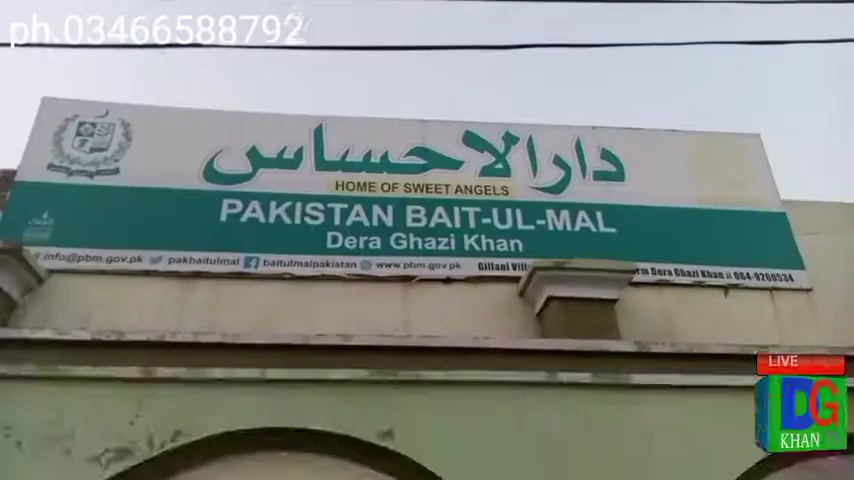 ph.03466588792
دارالاحساس
HOME OF SWEET ANGELS
PAKISTAN BAIT-UL-MAL
Dera Ghazi Khan
info@pbm.gov.pk pakbaitulmal baitulmalpakistan www.pbm.gov.pk Gillani Dera Ghazi Khan
LIVE
DG
KHAN